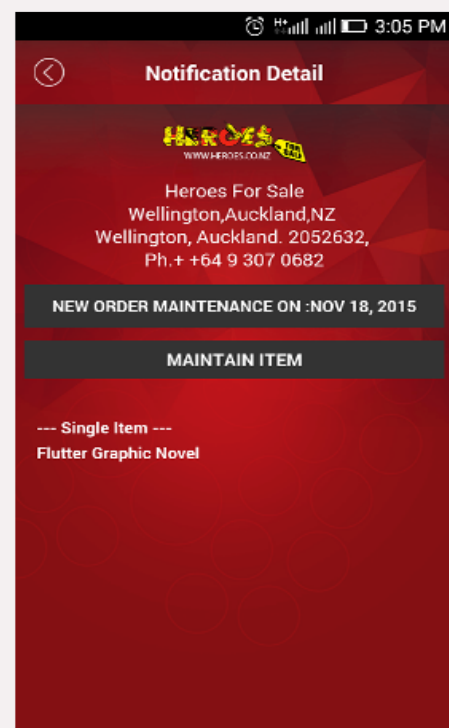 H+ 3:05 PM
Notification Detail
HEROES FOR SALE
WWW.HEROES.CO.NZ
Heroes For Sale
Wellington,Auckland,NZ
Wellington, Auckland. 2052632,
Ph.+ +64 9 307 0682
NEW ORDER MAINTENANCE ON :NOV 18, 2015
MAINTAIN ITEM
--- Single Item ---
Flutter Graphic Novel